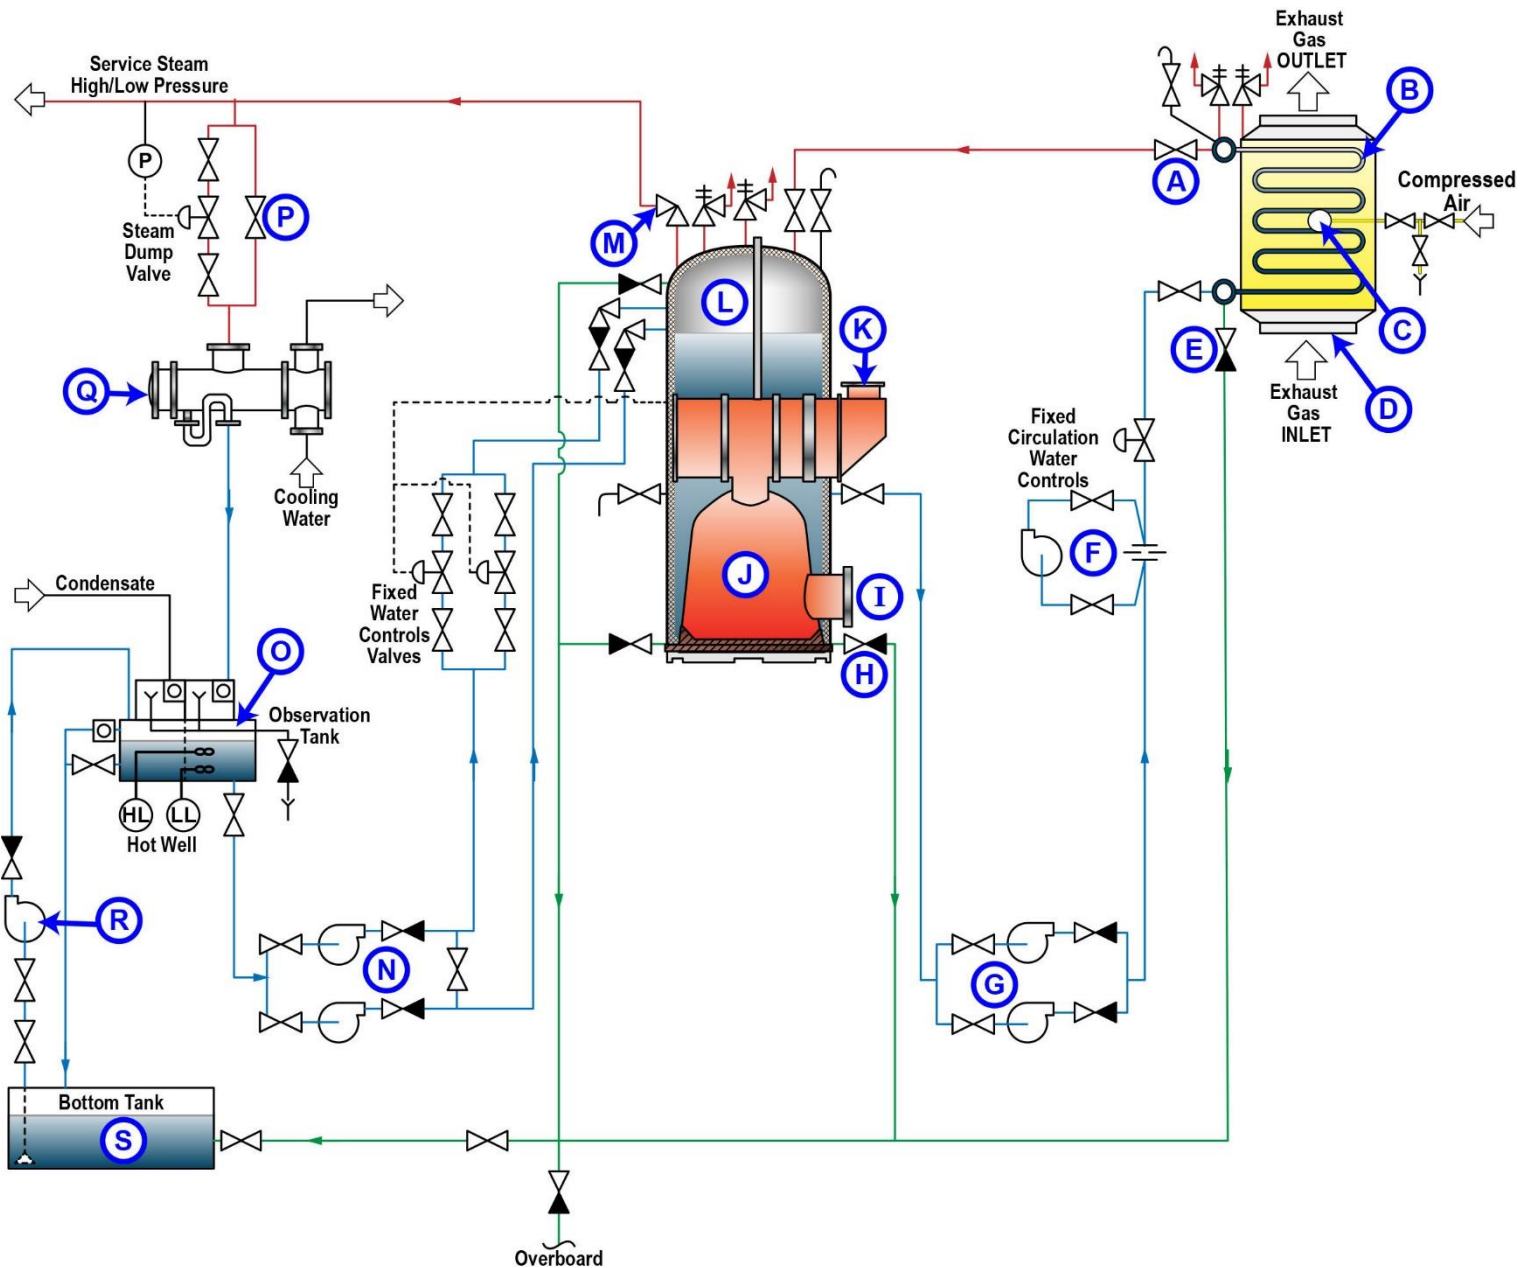 Exhaust
Gas
OUTLET
Service Steam
High/Low Pressure
B
P
A
Compressed
Air
P
M
Steam
Dump
Valve
L
K
C
E
Q
D
Exhaust
Gas
INLET
Fixed
Circulation
Water
Controls
Cooling
Water
F
J
I
Condensate
Fixed
Water
Controls
Valves
O
H
Observation
Tank
HL
LL
Hot Well
R
N
G
Bottom Tank
S
Overboard